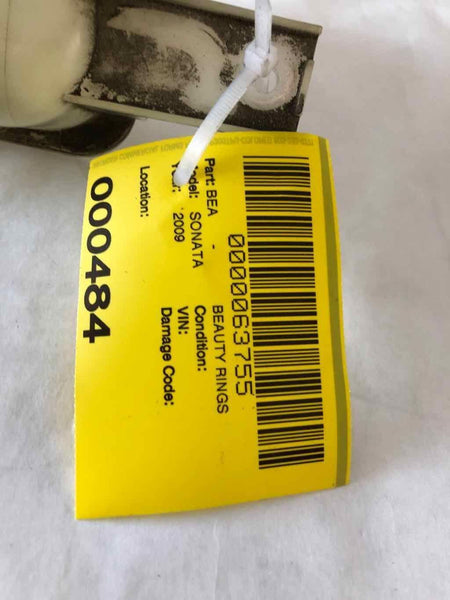 0000063755
Part: BEA - BEAUTY RINGS
Model: SONATA Condition:
Year: 2009 VIN:
Damage Code:
Location:
000484